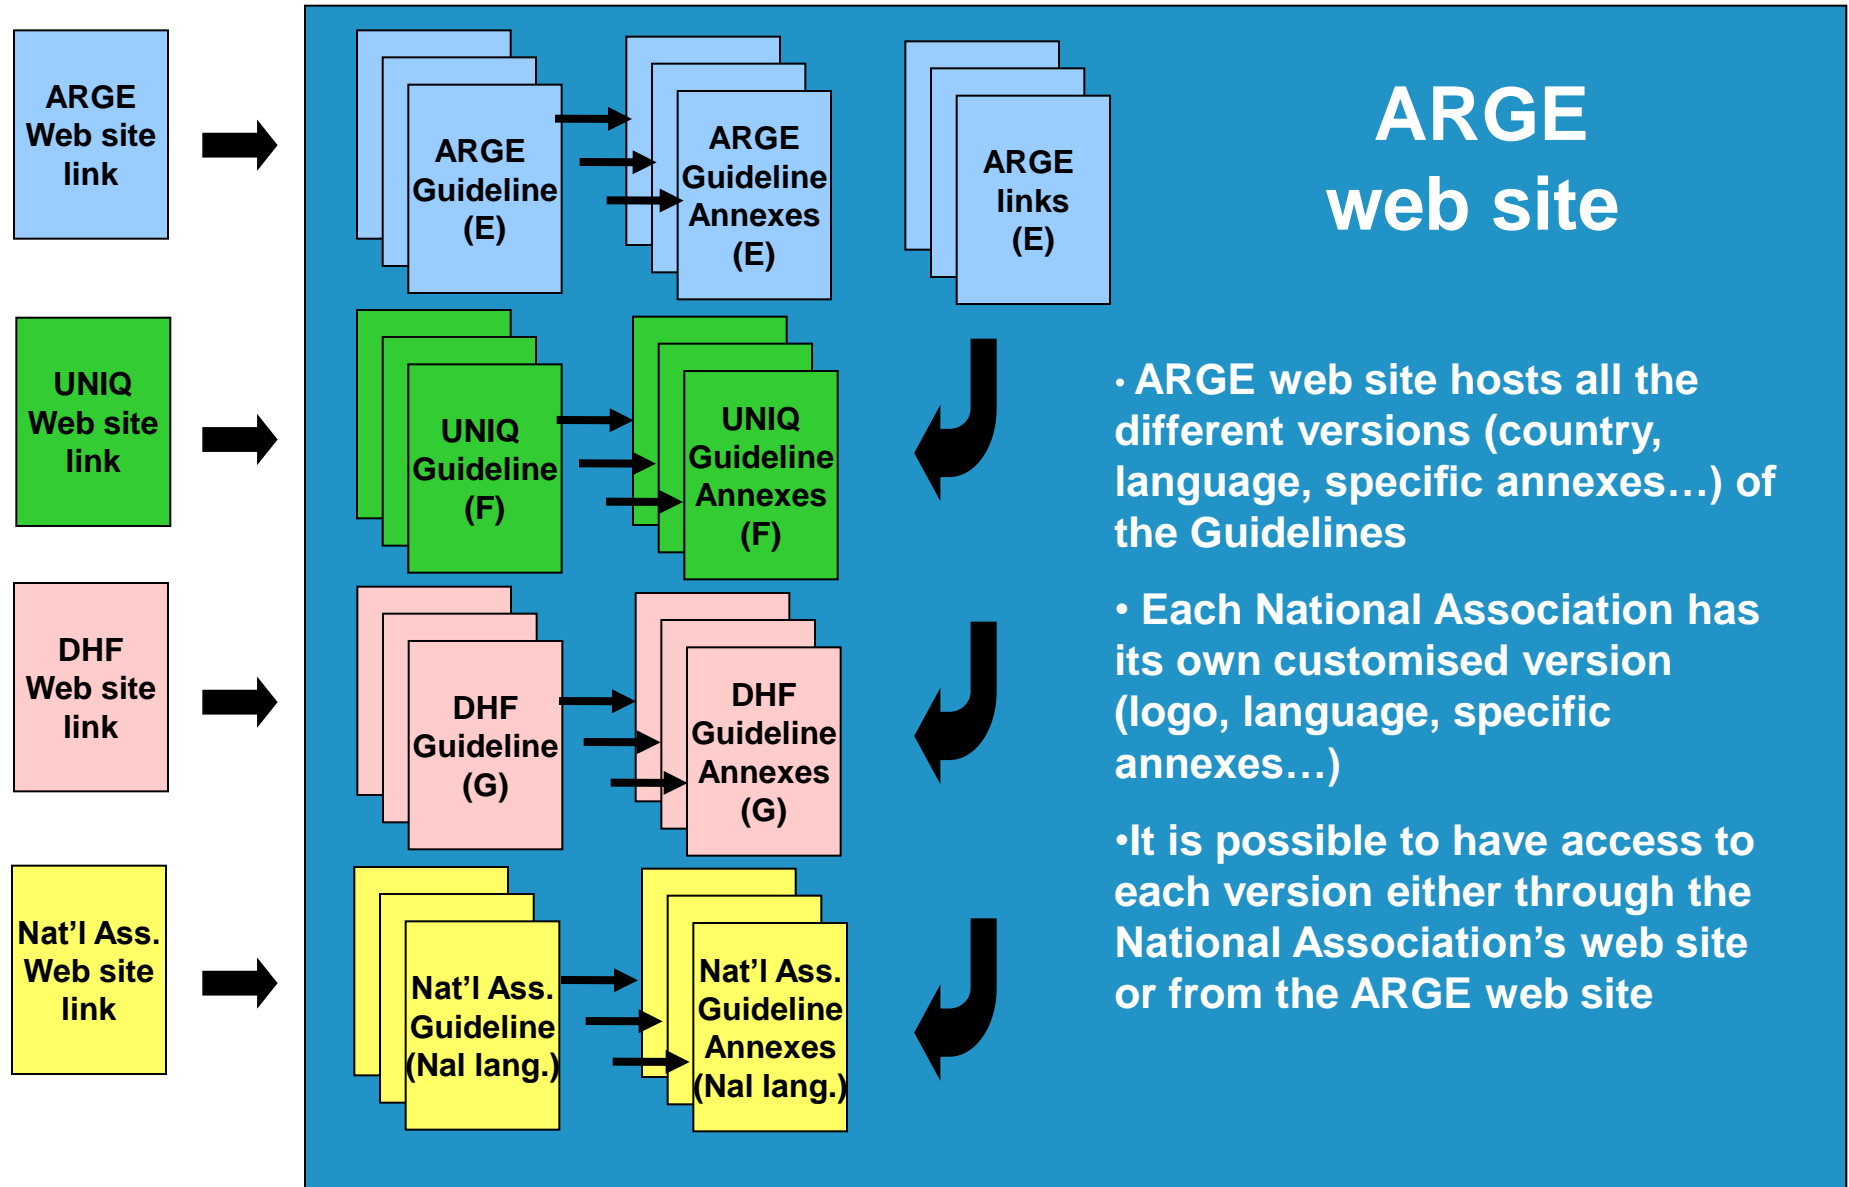 ARGE
Web site
link
ARGE
Guideline
(E)
ARGE
Guideline
Annexes
(E)
ARGE
links
(E)
ARGE
web site
UNIQ
Web site
link
UNIQ
Guideline
(F)
UNIQ
Guideline
Annexes
(F)
DHF
Web site
link
DHF
Guideline
(G)
DHF
Guideline
Annexes
(G)
Nat’l Ass.
Web site
link
Nat’l Ass.
Guideline
(Nal lang.)
Nat’l Ass.
Guideline
Annexes
(Nal lang.)
• ARGE web site hosts all the
different versions (country,
language, specific annexes…) of
the Guidelines
• Each National Association has
its own customised version
(logo, language, specific
annexes…)
•It is possible to have access to
each version either through the
National Association’s web site
or from the ARGE web site